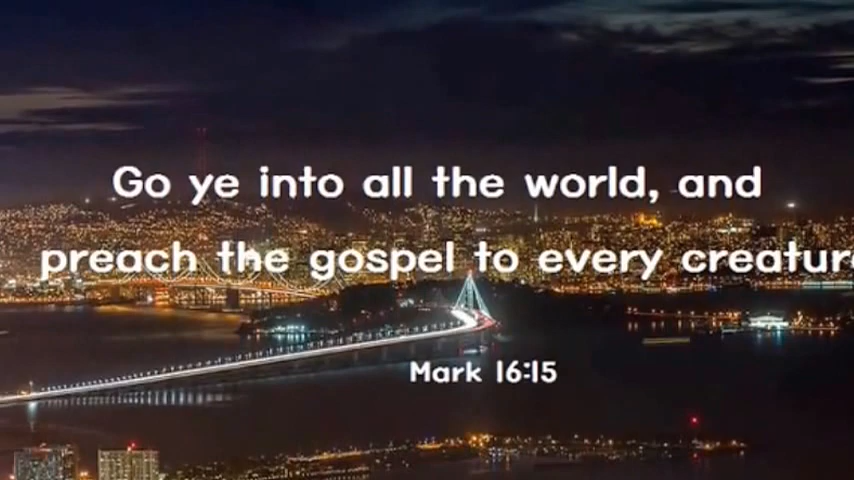 Go ye into all the world, and
preach the gospel to every creatur
Mark 16:15